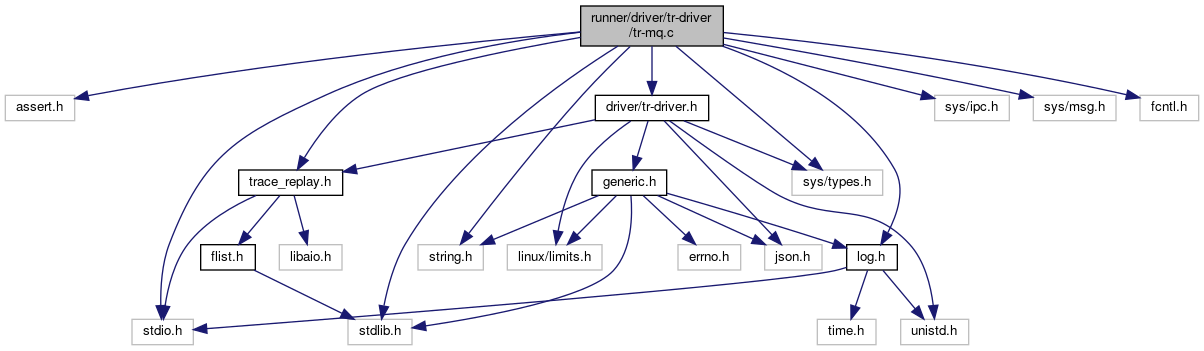 runner/driver/tr-driver
/tr-mq.c
assert.h
driver/tr-driver.h
sys/ipc.h
sys/msg.h
fcntl.h
trace_replay.h
generic.h
sys/types.h
flist.h
libaio.h
string.h
linux/limits.h
errno.h
json.h
log.h
stdio.h
stdlib.h
time.h
unistd.h